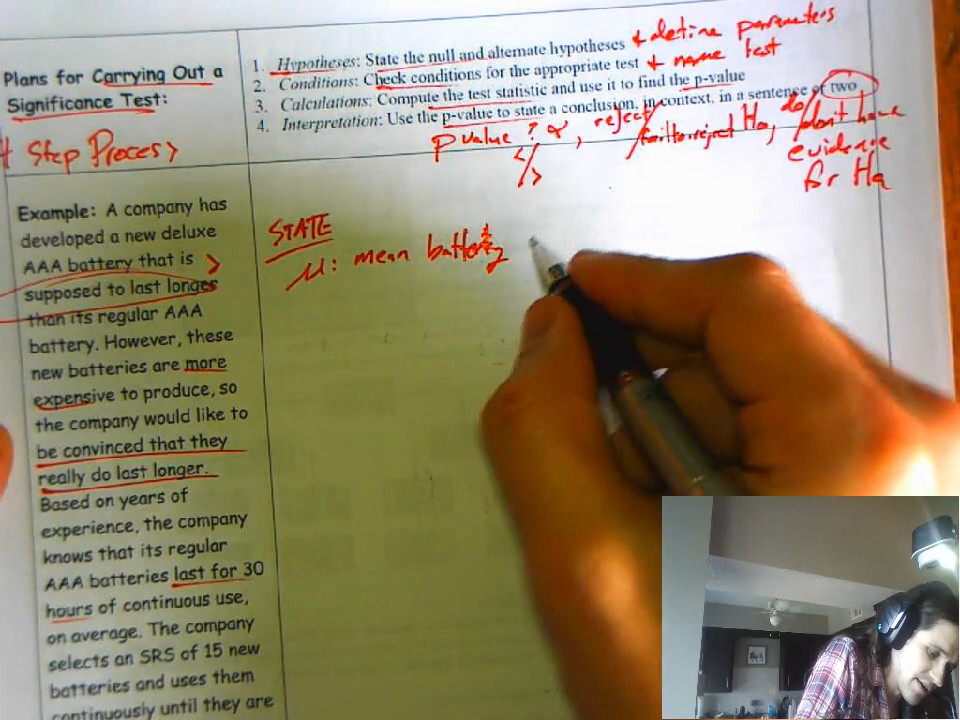 Plans for Carrying Out a
Significance Test:
4 Step Process
1. Hypotheses: State the null and alternate hypotheses + define parameters
2. Conditions: Check conditions for the appropriate test + name test
3. Calculations: Compute the test statistic and use it to find the p-value
4. Interpretation: Use the p-value to state a conclusion, in context, in a sentence or two
p value ? α, reject/fail to reject Ho, do/don't have
</>
evidence
for Ha
Example: A company has
developed a new deluxe
AAA battery that is >
supposed to last longer
than its regular AAA
battery. However, these
new batteries are more
expensive to produce, so
the company would like to
be convinced that they
really do last longer.
Based on years of
experience, the company
knows that its regular
AAA batteries last for 30
hours of continuous use,
on average. The company
selects an SRS of 15 new
batteries and uses them
continuously until they are
STATE
μ: mean battery